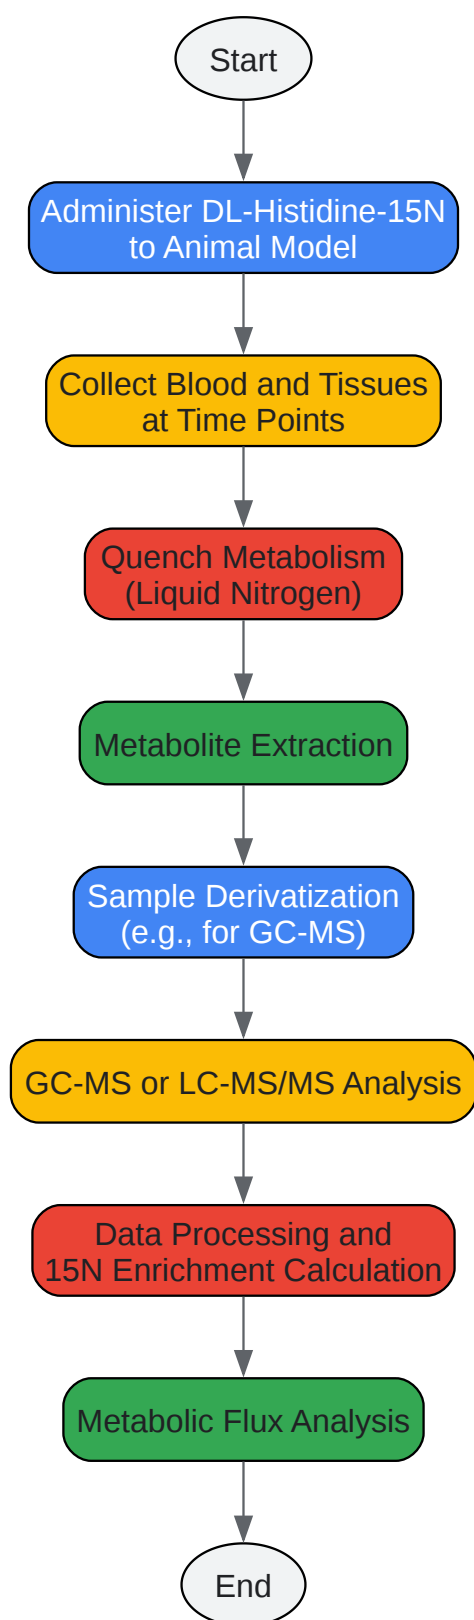 Start
Administer DL-Histidine-15N
to Animal Model
Collect Blood and Tissues
at Time Points
Quench Metabolism
(Liquid Nitrogen)
Metabolite Extraction
Sample Derivatization
(e.g., for GC-MS)
GC-MS or LC-MS/MS Analysis
Data Processing and
15N Enrichment Calculation
Metabolic Flux Analysis
End